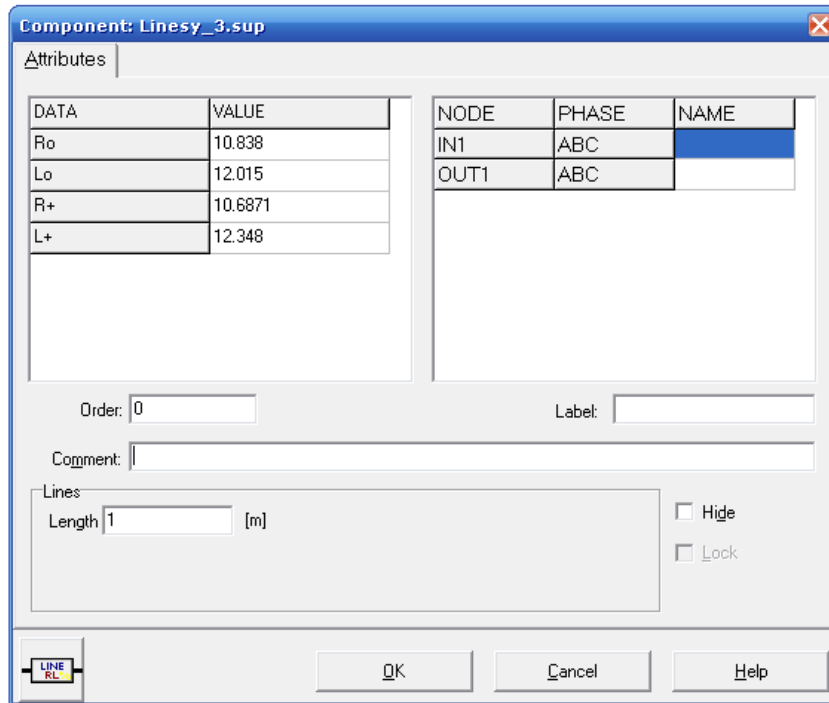 Component: Linesy_3.sup
Attributes
DATA VALUE
Ro 10.838
Lo 12.015
R+ 10.6871
L+ 12.348
NODE PHASE NAME
IN1 ABC
OUT1 ABC
Order: 0
Label:
Comment:
Lines
Length 1 [m]
Hide
Lock
LINE
RL
OK
Cancel
Help